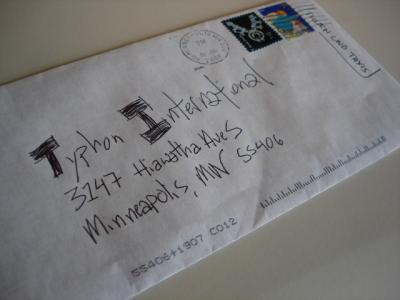 Typhon International
3147 Hiawatha Ave S
Minneapolis, MN 55406
55406+1907 C012